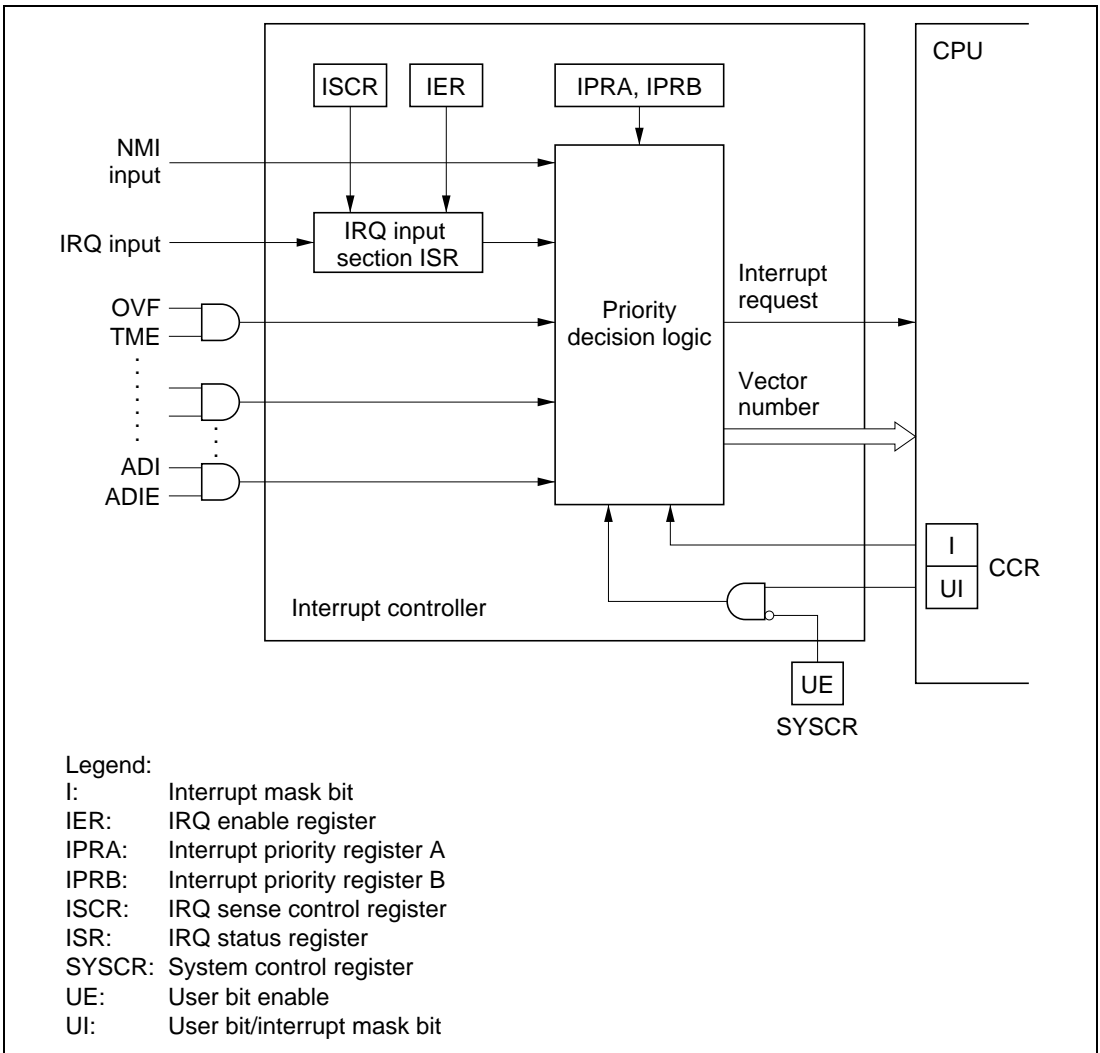 CPU
ISCR
IER
IPRA, IPRB
NMI
input
IRQ input
IRQ input
section ISR
OVF
TME
Priority
decision logic
Interrupt
request
Vector
number
ADI
ADIE
I
UI
CCR
Interrupt controller
UE
SYSCR
Legend:
I: Interrupt mask bit
IER: IRQ enable register
IPRA: Interrupt priority register A
IPRB: Interrupt priority register B
ISCR: IRQ sense control register
ISR: IRQ status register
SYSCR: System control register
UE: User bit enable
UI: User bit/interrupt mask bit